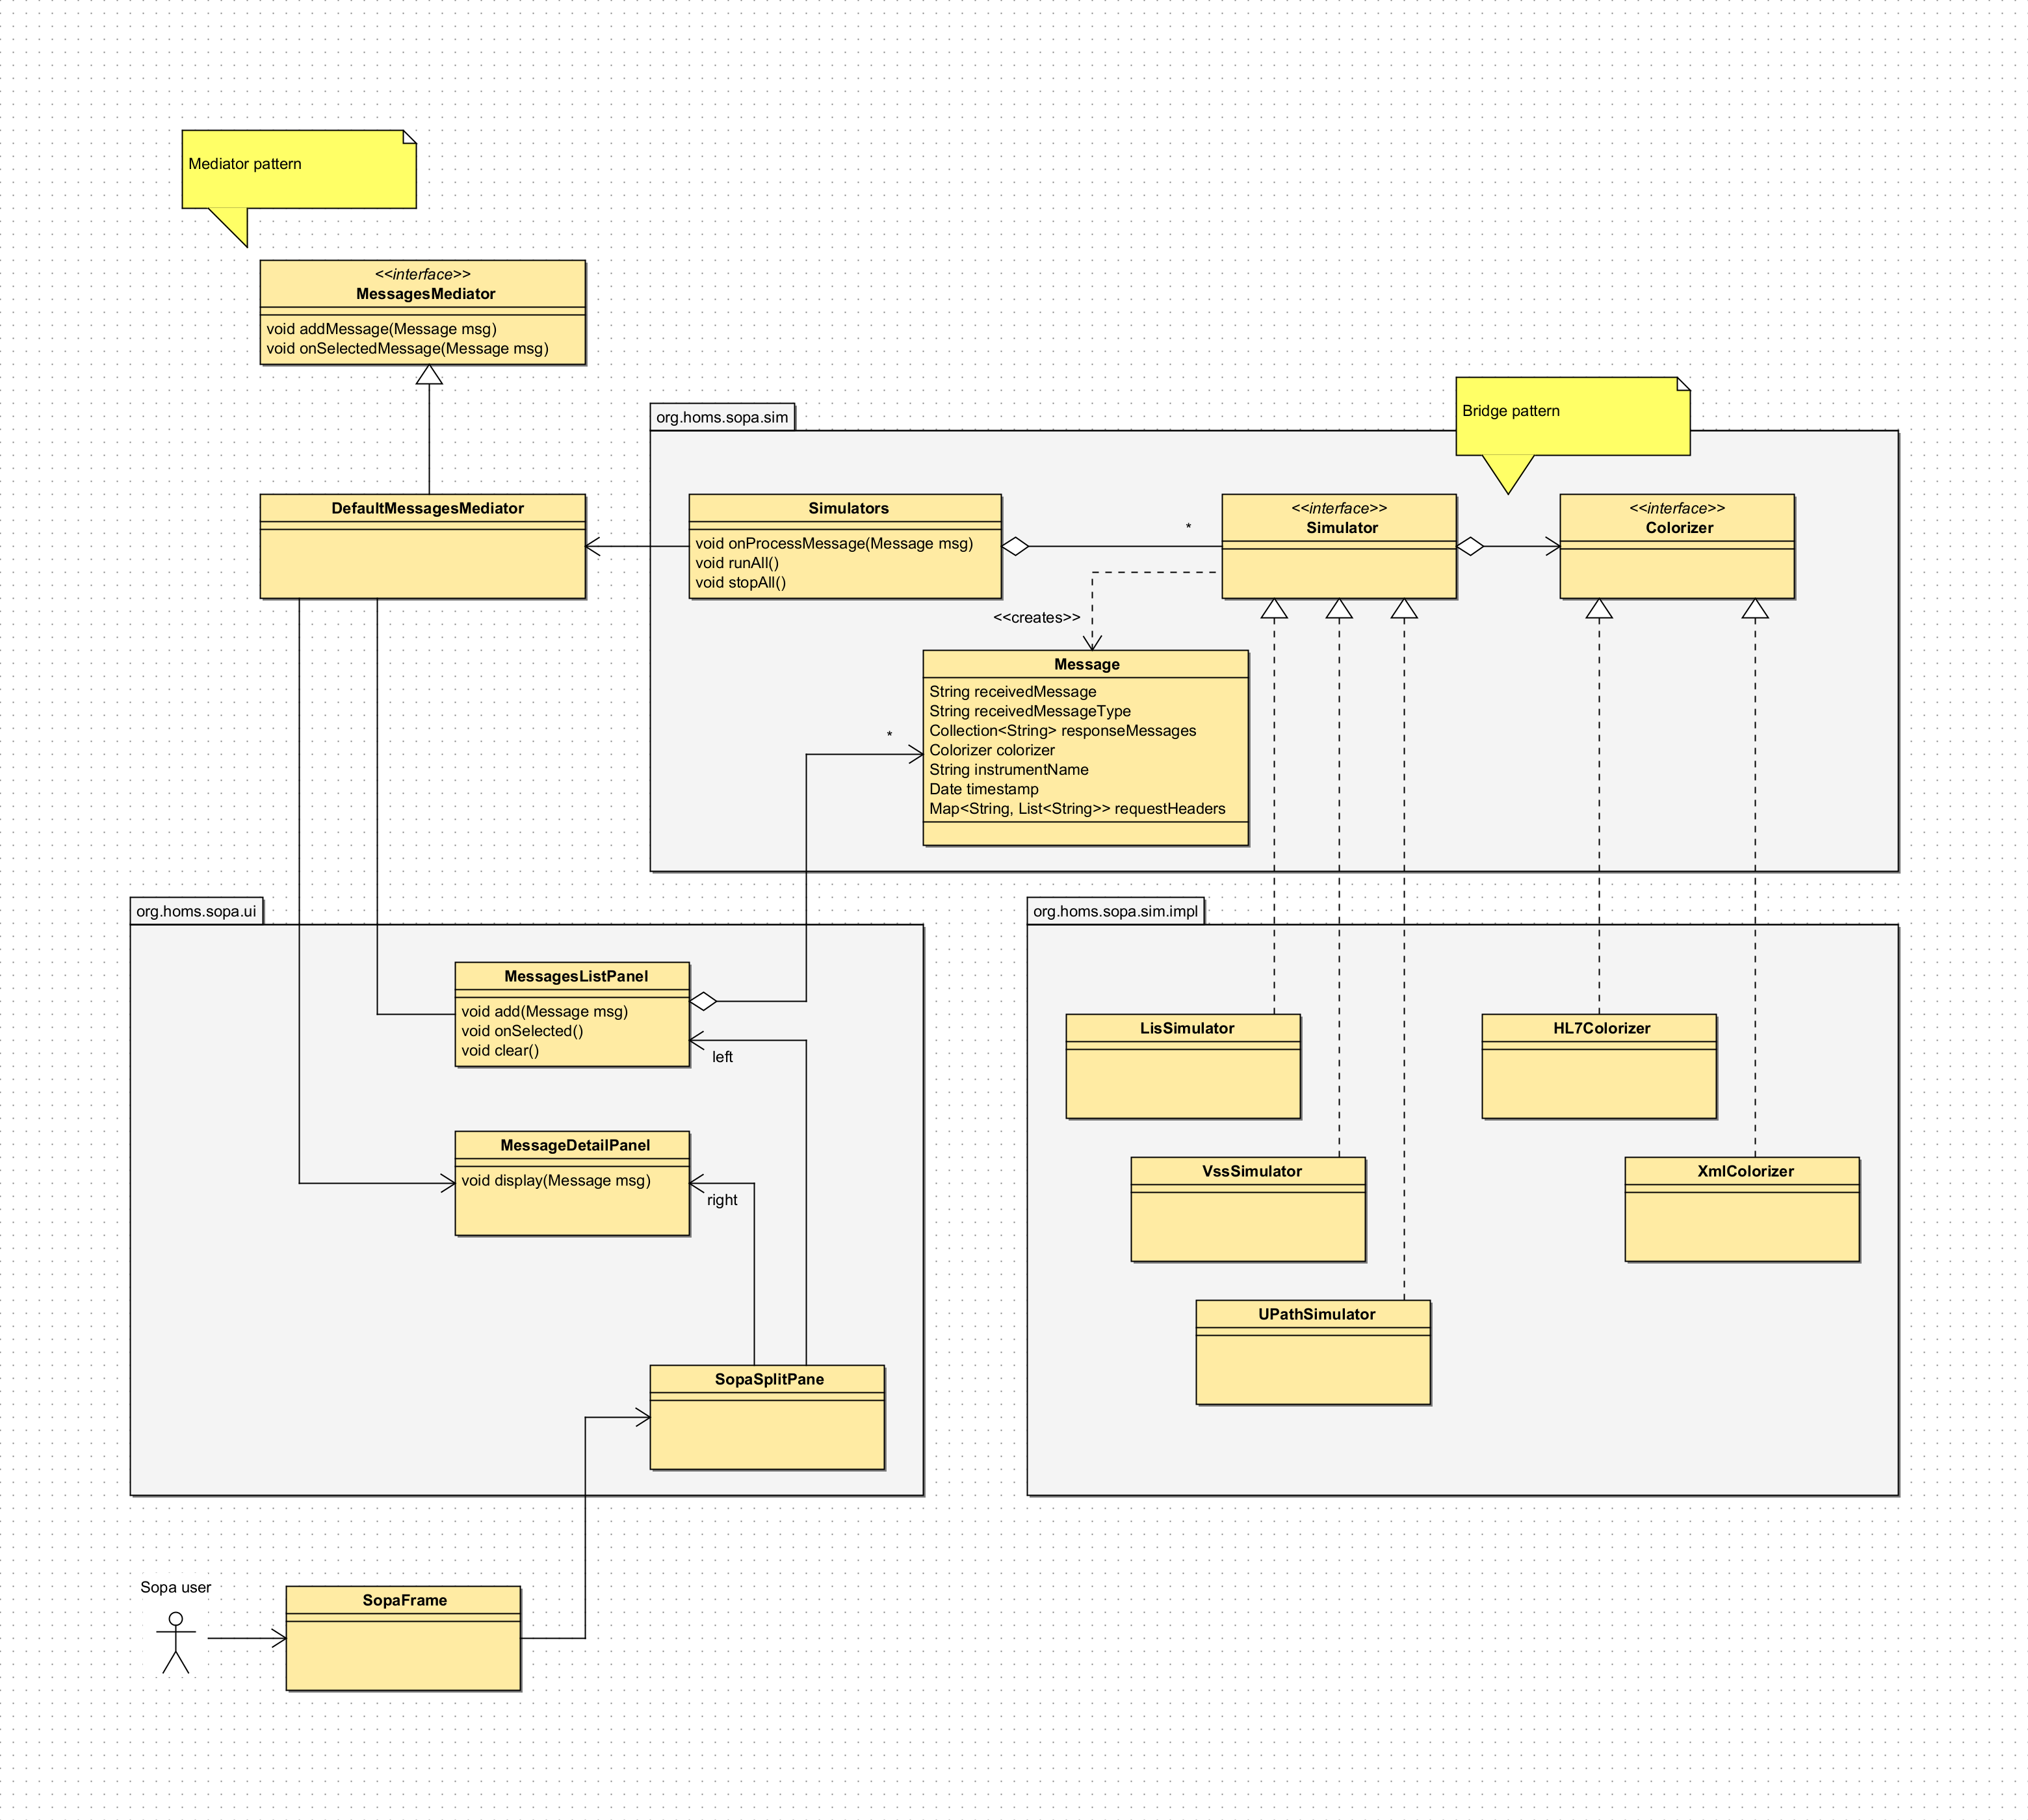 Mediator pattern
<<interface>>
MessagesMediator
void addMessage(Message msg)
void onSelectedMessage(Message msg)
DefaultMessagesMediator
org.homs.sopa.sim
Bridge pattern
Simulators
void onProcessMessage(Message msg)
void runAll()
void stopAll()
*
<<interface>>
Simulator
<<interface>>
Colorizer
<<creates>>
Message
String receivedMessage
String receivedMessageType
Collection<String> responseMessages
Colorizer colorizer
String instrumentName
Date timestamp
Map<String, List<String>> requestHeaders
*
org.homs.sopa.ui
MessagesListPanel
void add(Message msg)
void onSelected()
void clear()
left
MessageDetailPanel
void display(Message msg)
right
SopaSplitPane
org.homs.sopa.sim.impl
LisSimulator
HL7Colorizer
VssSimulator
XmlColorizer
UPathSimulator
Sopa user
SopaFrame